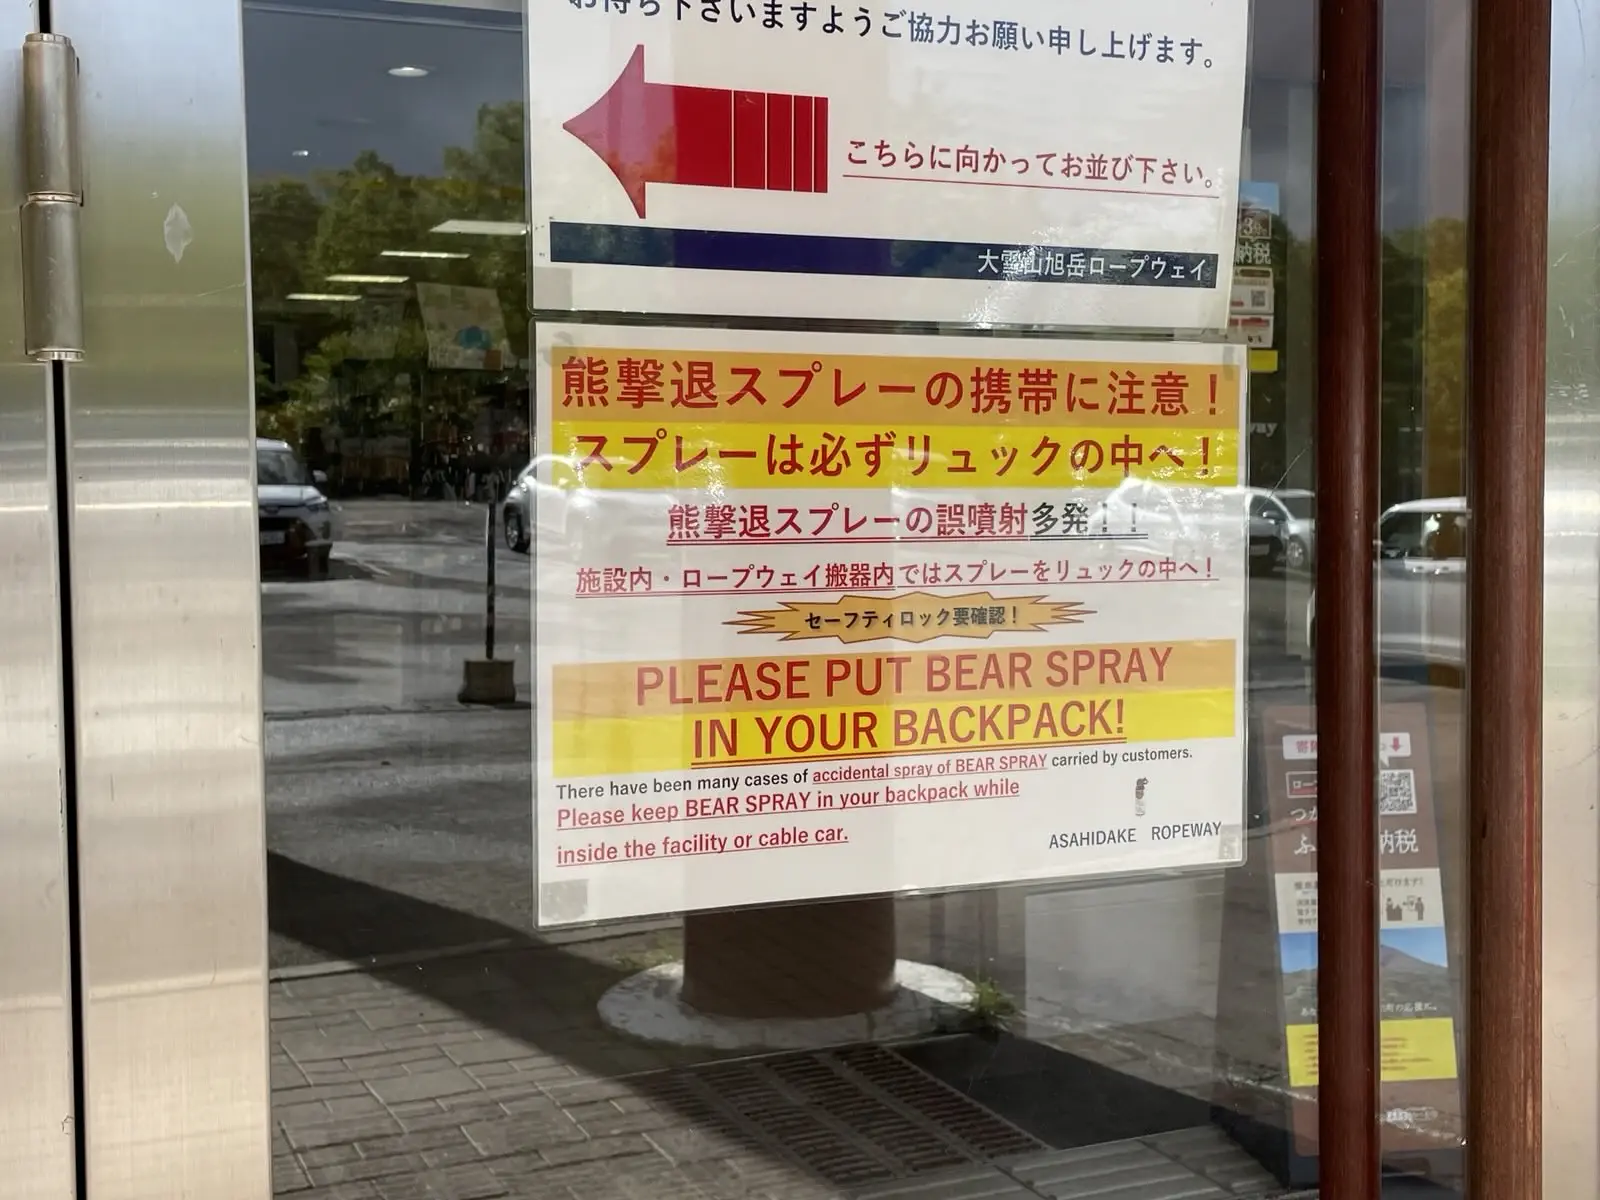 お待ち下さいますようご協力お願い申し上げます。
こちらに向かってお並び下さい。
大雪山旭岳ロープウェイ
熊撃退スプレーの携帯に注意！
スプレーは必ずリュックの中へ！
熊撃退スプレーの誤噴射多発！！
施設内・ロープウェイ搬器内ではスプレーをリュックの中へ！
セーフティロック要確認！
PLEASE PUT BEAR SPRAY
IN YOUR BACKPACK!
There have been many cases of accidental spray of BEAR SPRAY carried by customers.
Please keep BEAR SPRAY in your backpack while
inside the facility or cable car.
ASAHIDAKE ROPEWAY
納税
納税